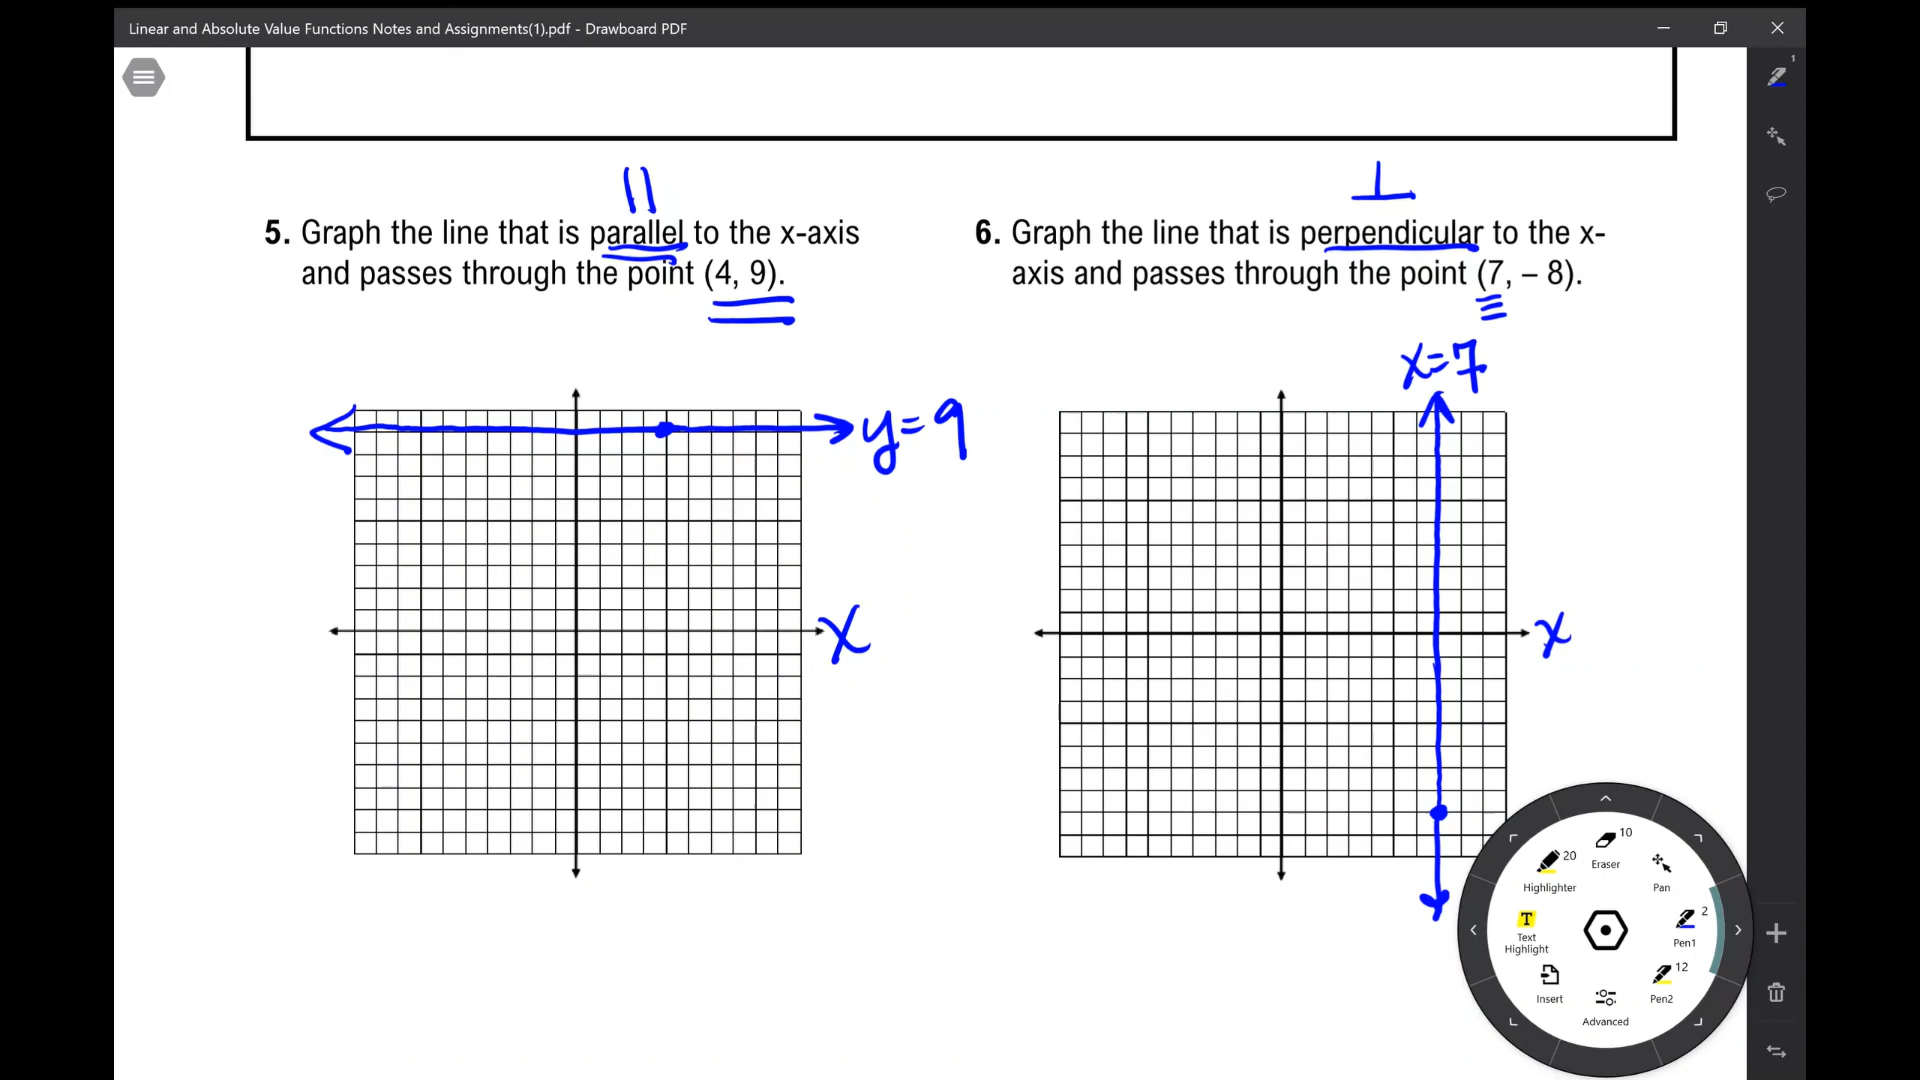 Linear and Absolute Value Functions Notes and Assignments(1).pdf - Drawboard PDF
1
||
⊥
5. Graph the line that is parallel to the x-axis
and passes through the point (4, 9).
6. Graph the line that is perpendicular to the x-
axis and passes through the point (7, – 8).
x=7
y=9
x
x
10
Eraser
20
Highlighter
Pan
T
Text
Highlight
2
Pen1
12
Pen2
Insert
Advanced